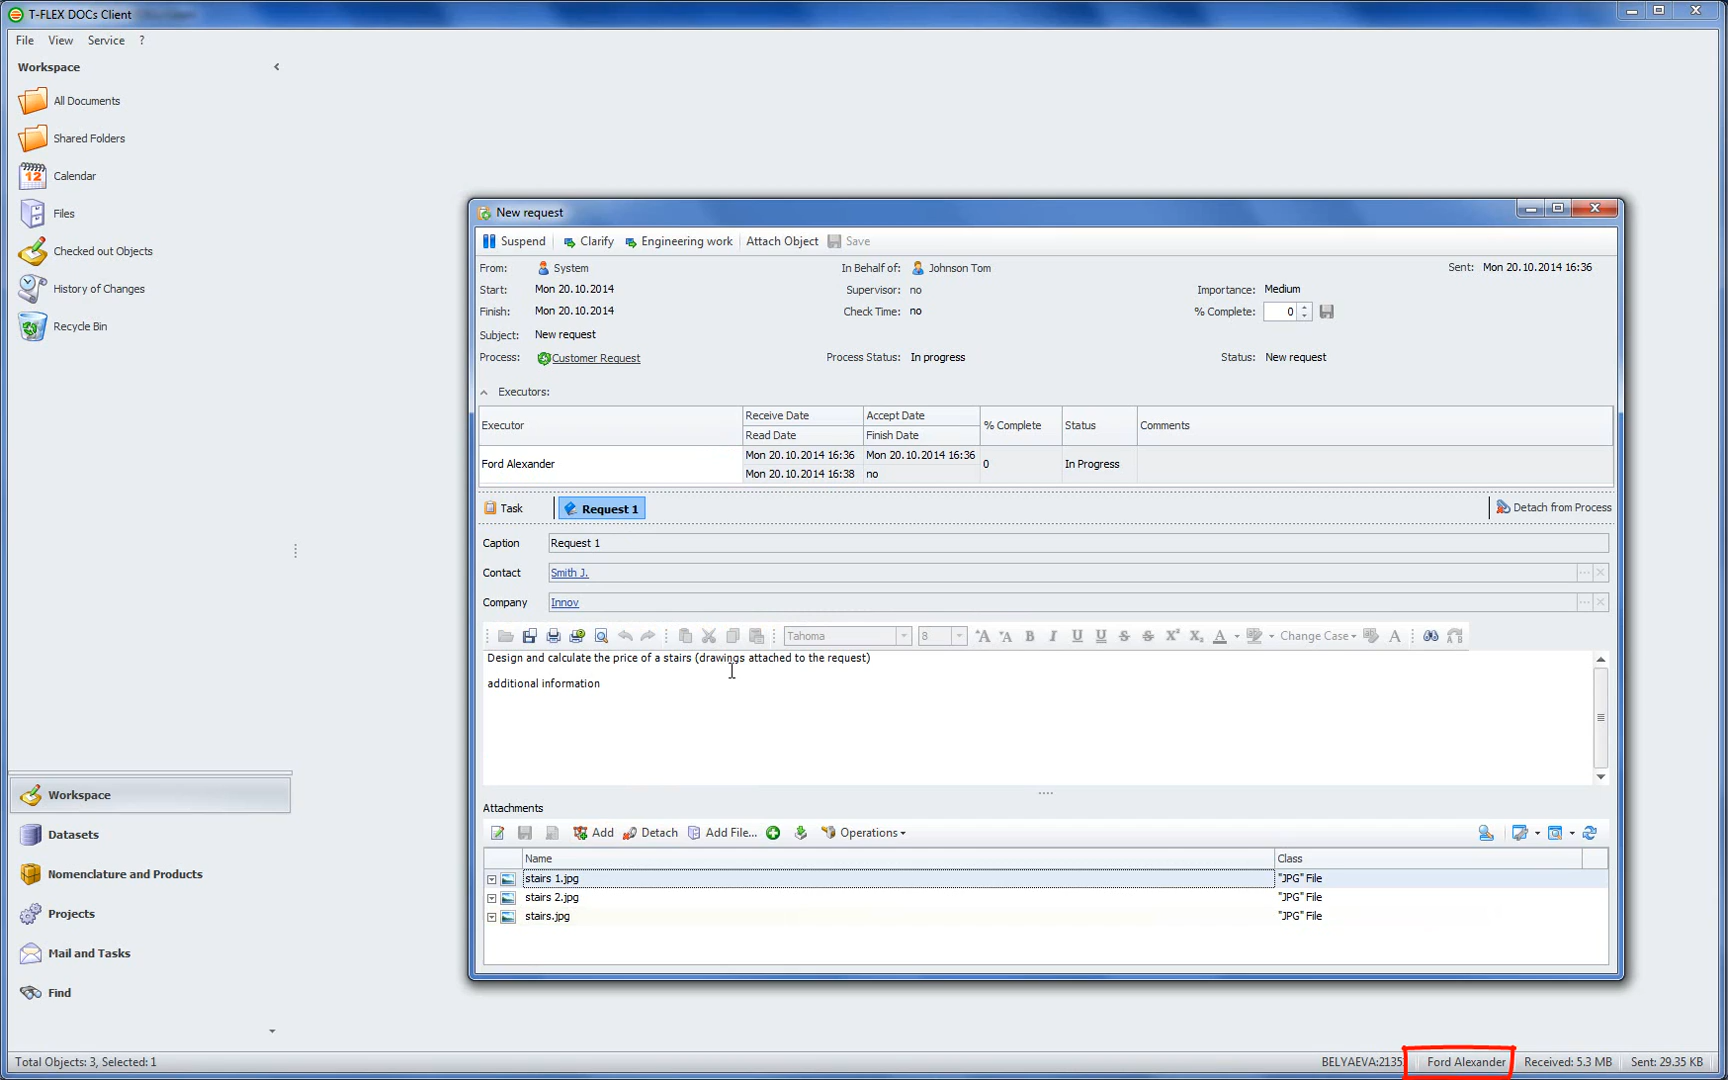 T-FLEX DOCs Client
File View Service ?
Workspace
All Documents
Shared Folders
Calendar
12
Files
Checked out Objects
History of Changes
Recycle Bin
New request
Suspend Clarify Engineering work Attach Object Save
From: System In Behalf of: Johnson Tom Sent: Mon 20.10.2014 16:36
Start: Mon 20.10.2014 Supervisor: no Importance: Medium
Finish: Mon 20.10.2014 Check Time: no % Complete: 0
Subject: New request
Process: Customer Request Process Status: In progress Status: New request
Executors:
Executor Receive Date Accept Date % Complete Status Comments
Read Date Finish Date
Ford Alexander Mon 20.10.2014 16:36 Mon 20.10.2014 16:36 0 In Progress
Mon 20.10.2014 16:38 no
Task Request 1 Detach from Process
Caption Request 1
Contact Smith J.
Company Innov
Tahoma 8 Change Case
Design and calculate the price of a stairs (drawings attached to the request)
additional information
Attachments
Add Detach Add File... Operations
Name Class
stairs 1.jpg "JPG" File
stairs 2.jpg "JPG" File
stairs.jpg "JPG" File
Workspace
Datasets
Nomenclature and Products
Projects
Mail and Tasks
Find
Total Objects: 3, Selected: 1 BELYAEVA:2135 Ford Alexander Received: 5.3 MB Sent: 29.35 KB